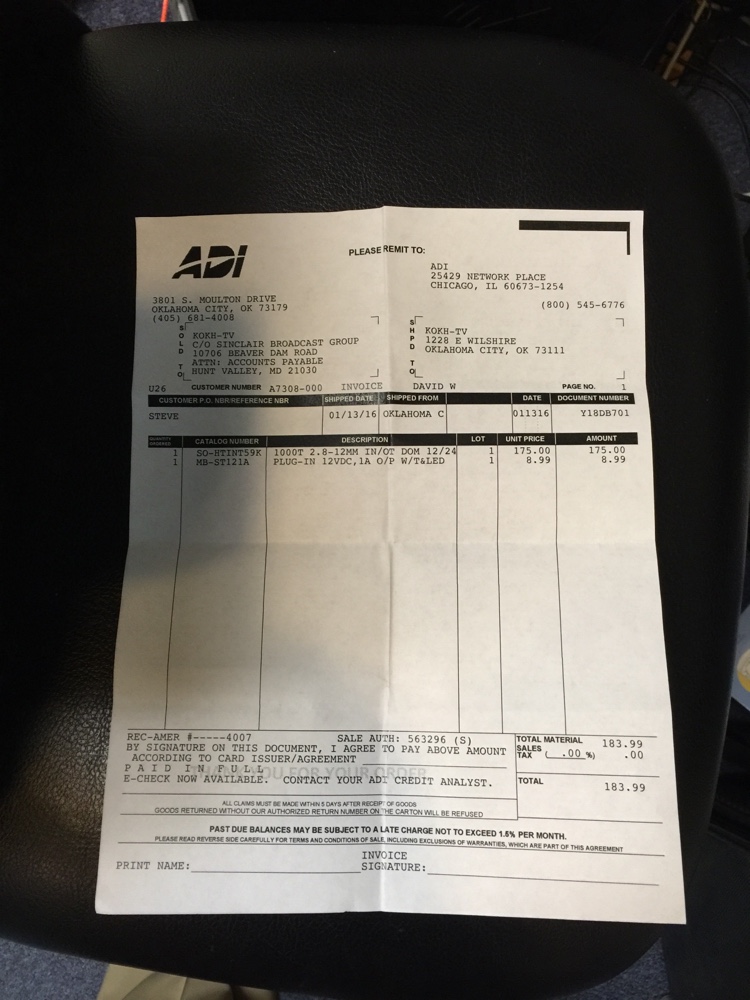 ADI
PLEASE REMIT TO:
ADI
25429 NETWORK PLACE
CHICAGO, IL 60673-1254
3801 S. MOULTON DRIVE
OKLAHOMA CITY, OK 73179
(405) 681-4008
(800) 545-6776
SOLD TO
KOKH-TV
C/O SINCLAIR BROADCAST GROUP
10706 BEAVER DAM ROAD
ATTN: ACCOUNTS PAYABLE
HUNT VALLEY, MD 21030
SHPD TO
KOKH-TV
1228 E WILSHIRE
OKLAHOMA CITY, OK 73111
U26 CUSTOMER NUMBER A7308-000 INVOICE DAVID W PAGE NO. 1
CUSTOMER P.O. NBR/REFERENCE NBR SHIPPED DATE SHIPPED FROM DATE DOCUMENT NUMBER
STEVE 01/13/16 OKLAHOMA C 011316 Y18DB701
QUANTITY ORDERED CATALOG NUMBER DESCRIPTION LOT UNIT PRICE AMOUNT
1 SO-HTINT59K 1000T 2.8-12MM IN/OT DOM 12/24 1 175.00 175.00
1 MB-ST121A PLUG-IN 12VDC,1A O/P W/T&LED 1 8.99 8.99
REC-AMER #-----4007 SALE AUTH: 563296 (S)
BY SIGNATURE ON THIS DOCUMENT, I AGREE TO PAY ABOVE AMOUNT
ACCORDING TO CARD ISSUER/AGREEMENT
P A I D I N F U L L
THANK YOU FOR YOUR ORDER
E-CHECK NOW AVAILABLE. CONTACT YOUR ADI CREDIT ANALYST.
TOTAL MATERIAL 183.99
SALES TAX ( .00 %) .00
TOTAL 183.99
ALL CLAIMS MUST BE MADE WITHIN 5 DAYS AFTER RECEIPT OF GOODS
GOODS RETURNED WITHOUT OUR AUTHORIZED RETURN NUMBER ON THE CARTON WILL BE REFUSED
PAST DUE BALANCES MAY BE SUBJECT TO A LATE CHARGE NOT TO EXCEED 1.5% PER MONTH.
PLEASE READ REVERSE SIDE CAREFULLY FOR TERMS AND CONDITIONS OF SALE, INCLUDING EXCLUSIONS OF WARRANTIES, WHICH ARE PART OF THIS AGREEMENT
INVOICE
PRINT NAME: SIGNATURE: